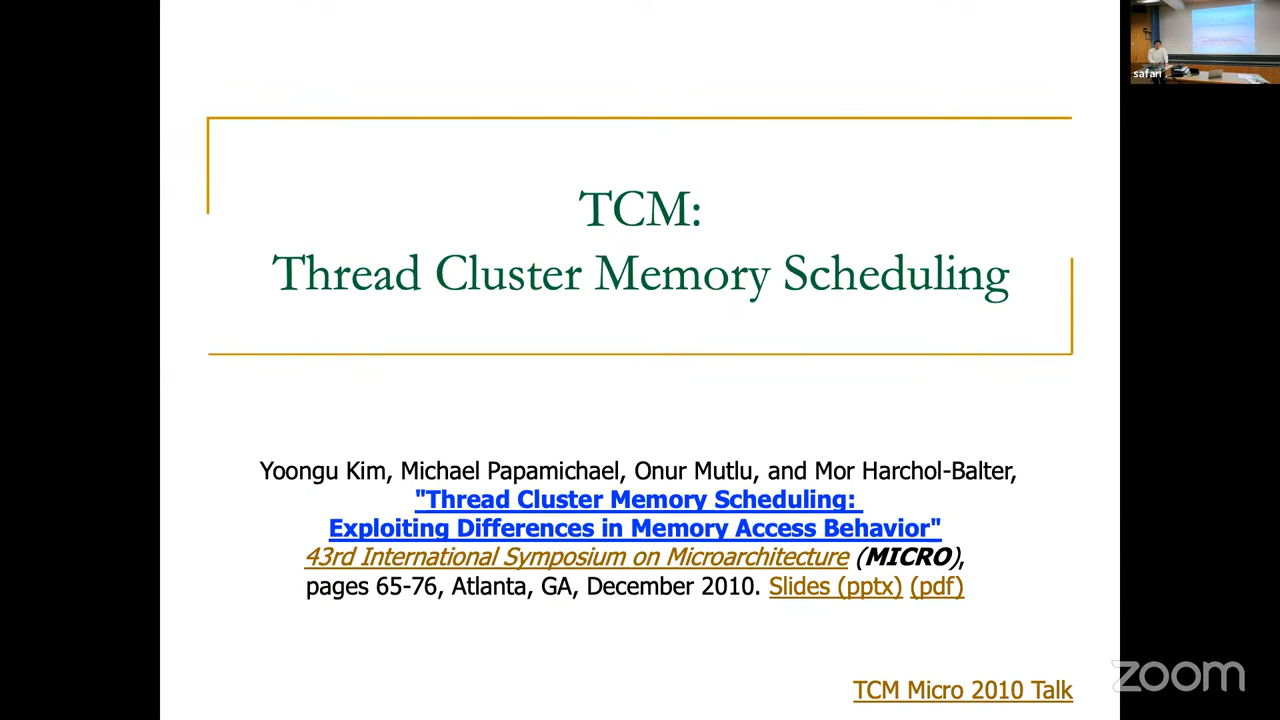 safari
TCM:
Thread Cluster Memory Scheduling
Yoongu Kim, Michael Papamichael, Onur Mutlu, and Mor Harchol-Balter,
"Thread Cluster Memory Scheduling:
Exploiting Differences in Memory Access Behavior"
43rd International Symposium on Microarchitecture (MICRO),
pages 65-76, Atlanta, GA, December 2010. Slides (pptx) (pdf)
TCM Micro 2010 Talk
zoom